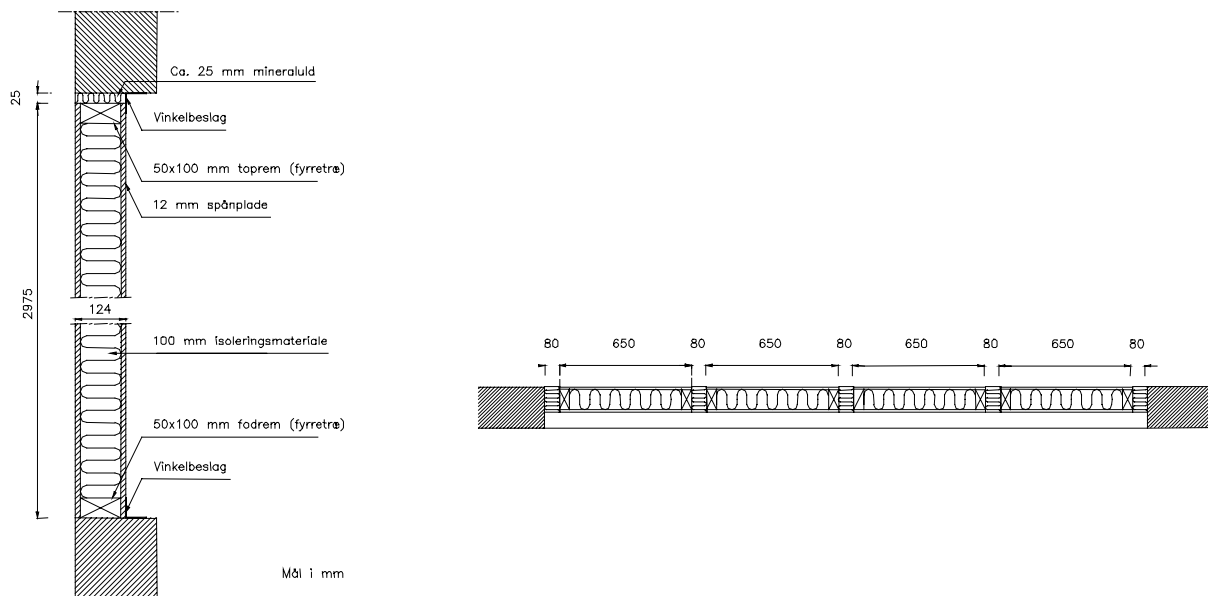 Ca. 25 mm mineraluld
25
Vinkelbeslag
50x100 mm toprem (fyrretræ)
12 mm spånplade
2975
124
100 mm isoleringsmateriale
50x100 mm fodrem (fyrretræ)
Vinkelbeslag
Mål i mm
80 650 80 650 80 650 80 650 80